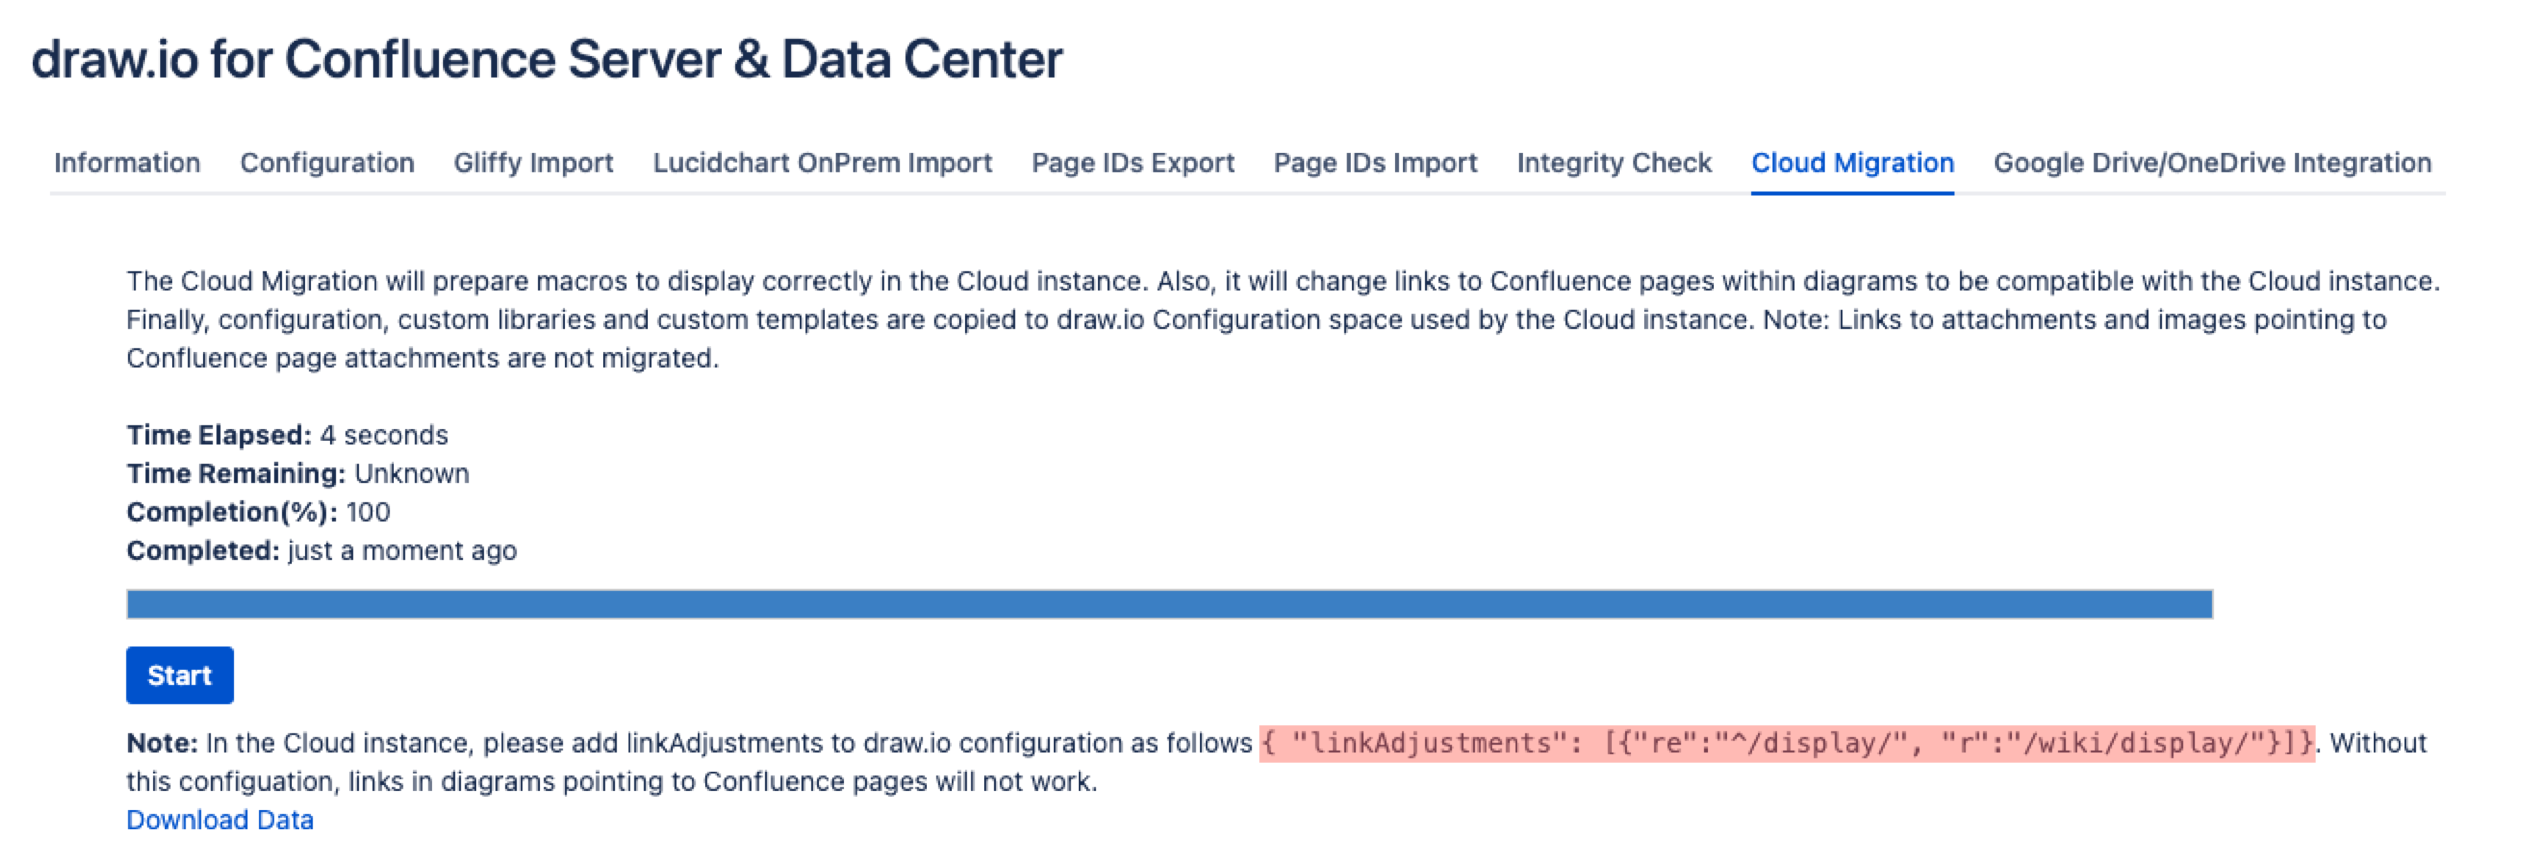 draw.io for Confluence Server & Data Center
Information Configuration Gliffy Import Lucidchart OnPrem Import Page IDs Export Page IDs Import Integrity Check Cloud Migration Google Drive/OneDrive Integration
The Cloud Migration will prepare macros to display correctly in the Cloud instance. Also, it will change links to Confluence pages within diagrams to be compatible with the Cloud instance.
Finally, configuration, custom libraries and custom templates are copied to draw.io Configuration space used by the Cloud instance. Note: Links to attachments and images pointing to
Confluence page attachments are not migrated.
Time Elapsed: 4 seconds
Time Remaining: Unknown
Completion(%): 100
Completed: just a moment ago
Start
Note: In the Cloud instance, please add linkAdjustments to draw.io configuration as follows { "linkAdjustments": [{"re":"^/display/", "r":"/wiki/display/"}]}. Without
this configuation, links in diagrams pointing to Confluence pages will not work.
Download Data